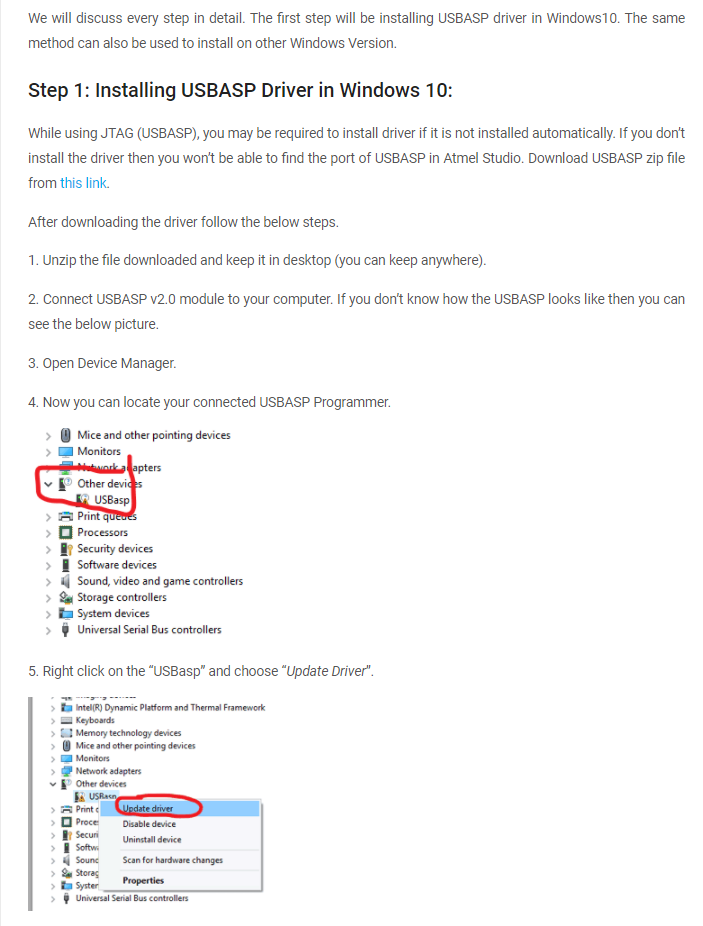 We will discuss every step in detail. The first step will be installing USBASP driver in Windows10. The same
method can also be used to install on other Windows Version.
Step 1: Installing USBASP Driver in Windows 10:
While using JTAG (USBASP), you may be required to install driver if it is not installed automatically. If you don't
install the driver then you won't be able to find the port of USBASP in Atmel Studio. Download USBASP zip file
from this link.
After downloading the driver follow the below steps.
1. Unzip the file downloaded and keep it in desktop (you can keep anywhere).
2. Connect USBASP v2.0 module to your computer. If you don't know how the USBASP looks like then you can
see the below picture.
3. Open Device Manager.
4. Now you can locate your connected USBASP Programmer.
Mice and other pointing devices
Monitors
Network adapters
Other devices
USBasp
Print queues
Processors
Security devices
Software devices
Sound, video and game controllers
Storage controllers
System devices
Universal Serial Bus controllers
5. Right click on the “USBasp” and choose “Update Driver”.
Intel(R) Dynamic Platform and Thermal Framework
Keyboards
Memory technology devices
Mice and other pointing devices
Monitors
Network adapters
Other devices
USBasp
Print
Update driver
Proce
Disable device
Securi
Uninstall device
Softw
Sound
Scan for hardware changes
Storag
Properties
System
Universal Serial Bus controllers